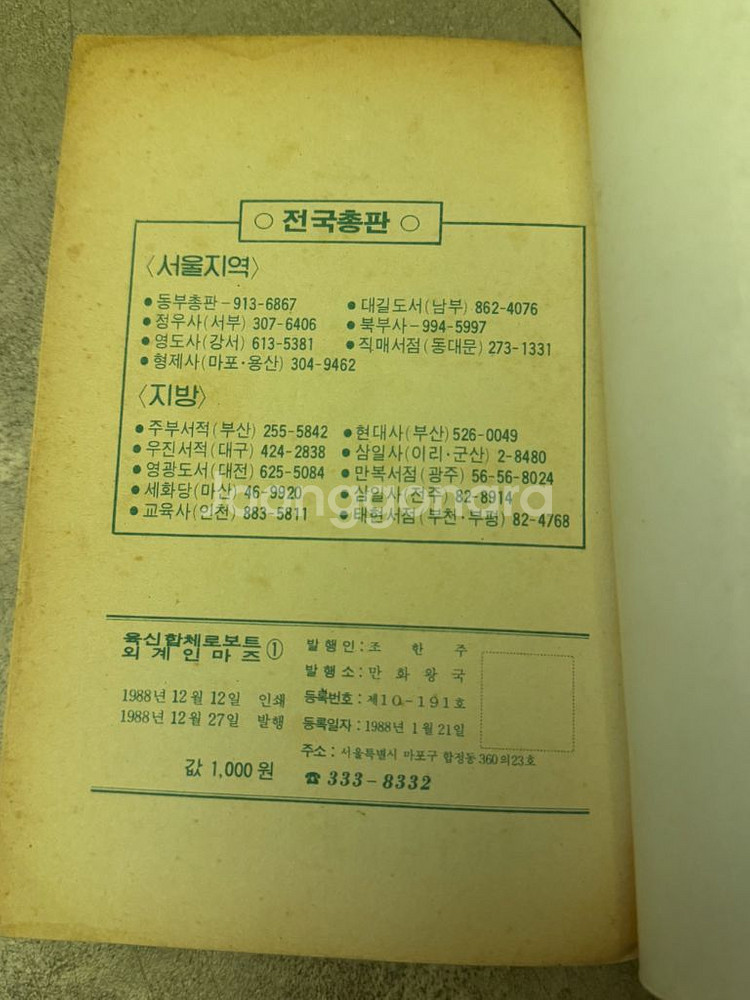 ○ 전국총판 ○
〈서울지역〉
● 동부총판 – 913-6867 ● 대길도서(남부) 862-4076
● 정우사(서부) 307-6406 ● 북부사 – 994-5997
● 영도사(강서) 613-5381 ● 직매서점(동대문) 273-1331
● 형제사(마포·용산) 304-9462
〈지방〉
● 주부서적(부산) 255-5842 ● 현대사(부산) 526-0049
● 우진서적(대구) 424-2838 ● 삼일사(이리·군산) 2-8480
● 영광도서(대전) 625-5084 ● 만복서점(광주) 56-56-8024
● 세화당(마산) 46-9920 ● 삼일사(진주) 82-8914
● 교육사(인천) 883-5811 ● 태현서점(부천·부평) 82-4768
joonggonara
육신합체로보트
외계인마즈 ①
1988년 12월 12일 인쇄
1988년 12월 27일 발행
값 1,000원
발행인 : 조 한 주
발행소 : 만화왕국
등록번호 : 제10-191호
등록일자 : 1988년 1월 21일
주소 : 서울특별시 마포구 합정동 360의 23호
☎ 333-8332